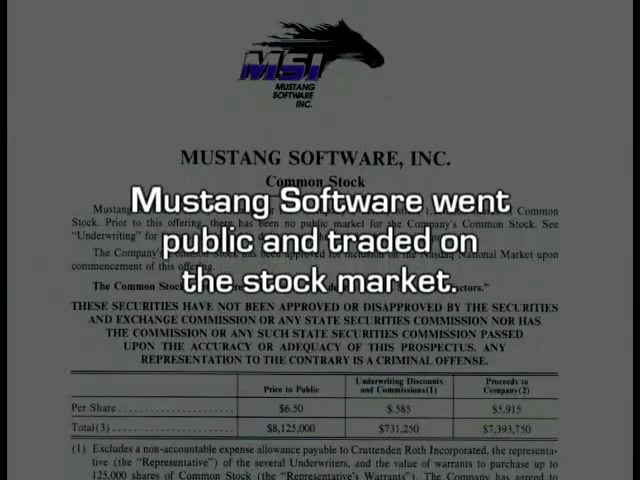 MSI
MUSTANG
SOFTWARE
INC.
MUSTANG SOFTWARE, INC.
Common Stock
Mustang Software went
public and traded on
the stock market.
Mustang
Common
Stock. Prior to this offering, there has been no public market for the Company's Common Stock. See
"Underwriting" for
The Company's
National Market upon
commencement of this offering.
The Common Stock
THESE SECURITIES HAVE NOT BEEN APPROVED OR DISAPPROVED BY THE SECURITIES
AND EXCHANGE COMMISSION OR ANY STATE SECURITIES COMMISSION NOR HAS
THE COMMISSION OR ANY SUCH STATE SECURITIES COMMISSION PASSED
UPON THE ACCURACY OR ADEQUACY OF THIS PROSPECTUS. ANY
REPRESENTATION TO THE CONTRARY IS A CRIMINAL OFFENSE.
Price to Public Underwriting Discounts and Commissions(1) Proceeds to Company(2)
Per Share $6.50 $.585 $5.915
Total(3) $8,125,000 $731,250 $7,393,750
(1) Excludes a non-accountable expense allowance payable to Cruttenden Roth Incorporated, the representa-
tive (the "Representative") of the several Underwriters, and the value of warrants to purchase up to
125,000 shares of Common Stock (the "Representative's Warrants"). The Company has agreed to